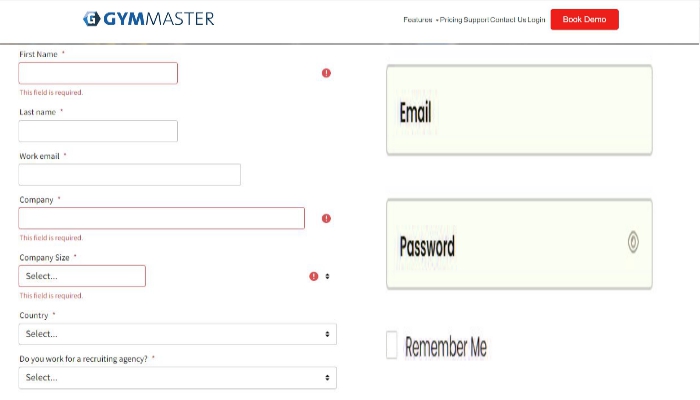 GYMMASTER
Features Pricing Support Contact Us Login Book Demo
First Name *
This field is required.
Last name *
Work email *
Company *
This field is required.
Company Size *
Select...
This field is required.
Country *
Select...
Do you work for a recruiting agency? *
Select...
Email
Password
Remember Me